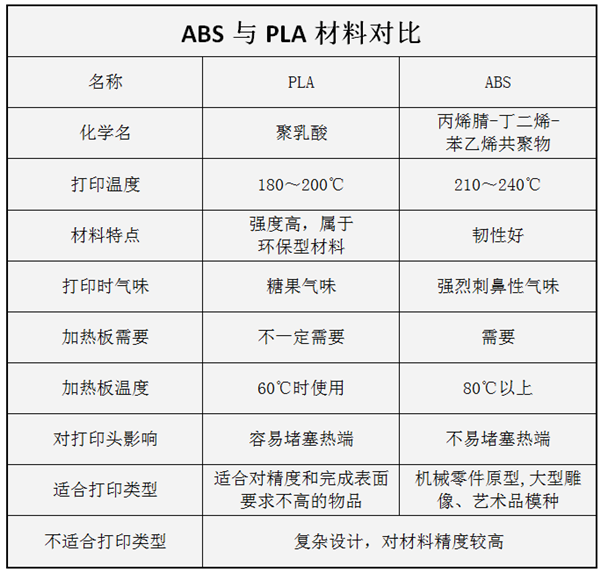 ABS 与 PLA 材料对比
名称 PLA ABS
化学名 聚乳酸 丙烯腈-丁二烯-
苯乙烯共聚物
打印温度 180～200℃ 210～240℃
材料特点 强度高，属于
环保型材料 韧性好
打印时气味 糖果气味 强烈刺鼻性气味
加热板需要 不一定需要 需要
加热板温度 60℃时使用 80℃以上
对打印头影响 容易堵塞热端 不易堵塞热端
适合打印类型 适合对精度和完成表面
要求不高的物品 机械零件原型,大型雕
像、艺术品模种
不适合打印类型 复杂设计，对材料精度较高